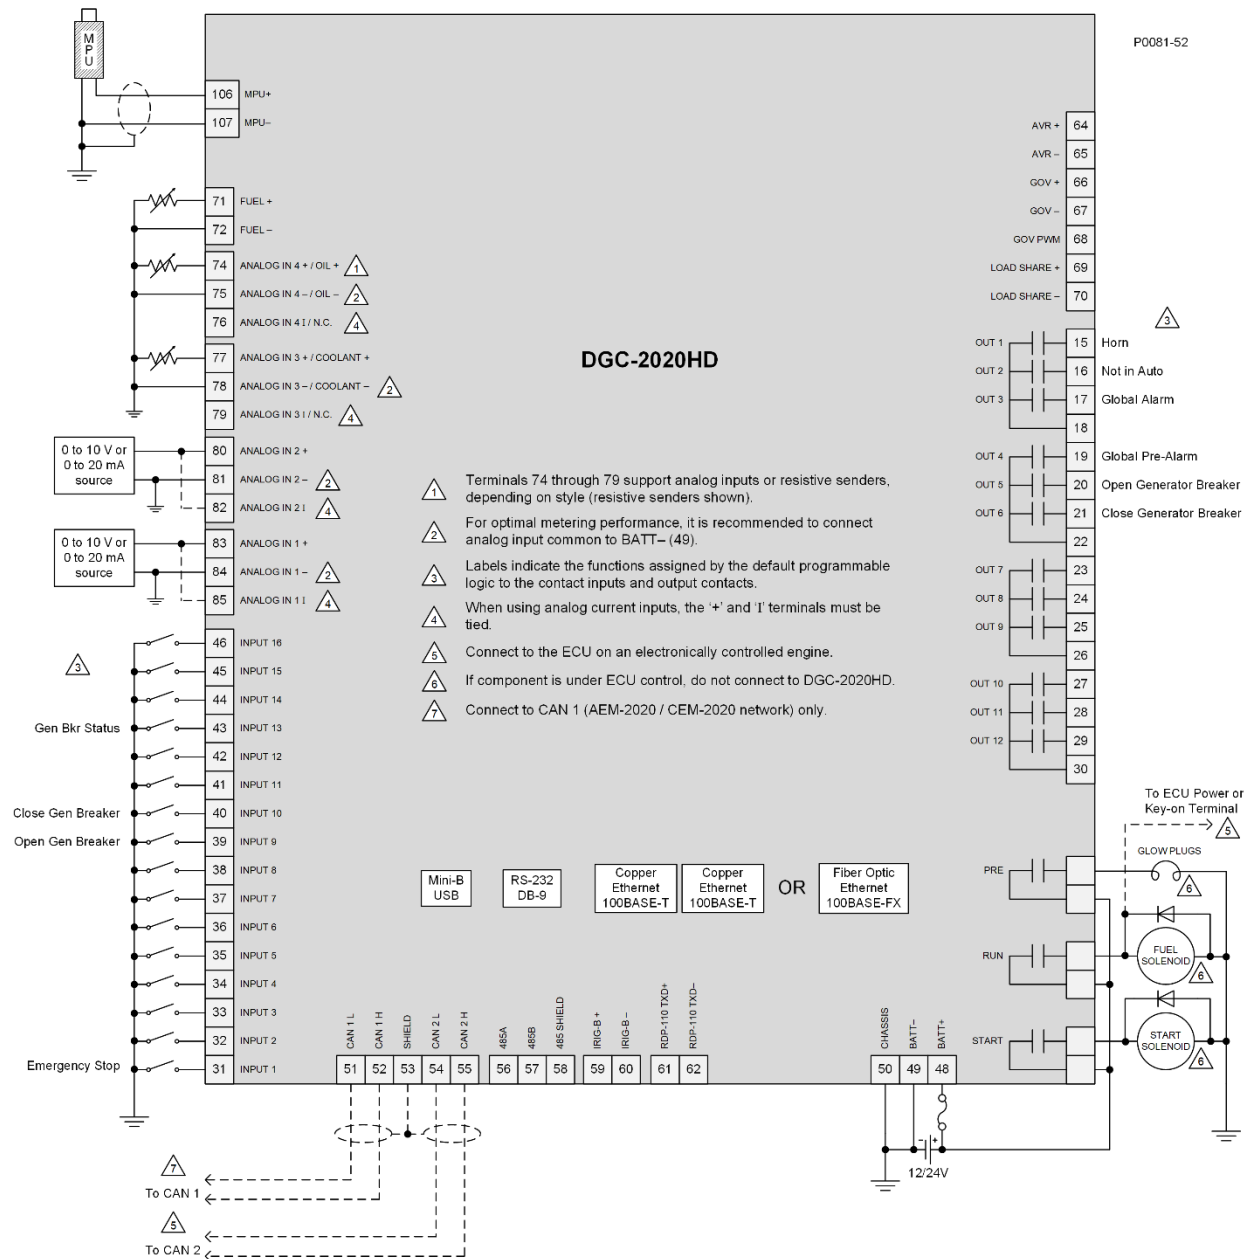 P0081-52
M
P
U
106 MPU+
107 MPU–
71 FUEL +
72 FUEL –
74 ANALOG IN 4 + / OIL + 1
75 ANALOG IN 4 – / OIL – 2
76 ANALOG IN 4 I / N.C. 4
77 ANALOG IN 3 + / COOLANT +
78 ANALOG IN 3 – / COOLANT – 2
79 ANALOG IN 3 I / N.C. 4
0 to 10 V or
0 to 20 mA
source
80 ANALOG IN 2 +
81 ANALOG IN 2 – 2
82 ANALOG IN 2 I 4
0 to 10 V or
0 to 20 mA
source
83 ANALOG IN 1 +
84 ANALOG IN 1 – 2
85 ANALOG IN 1 I 4
3
46 INPUT 16
45 INPUT 15
44 INPUT 14
Gen Bkr Status 43 INPUT 13
42 INPUT 12
41 INPUT 11
Close Gen Breaker 40 INPUT 10
Open Gen Breaker 39 INPUT 9
38 INPUT 8
37 INPUT 7
36 INPUT 6
35 INPUT 5
34 INPUT 4
33 INPUT 3
32 INPUT 2
Emergency Stop 31 INPUT 1
DGC-2020HD
1 Terminals 74 through 79 support analog inputs or resistive senders,
depending on style (resistive senders shown).
2 For optimal metering performance, it is recommended to connect
analog input common to BATT– (49).
3 Labels indicate the functions assigned by the default programmable
logic to the contact inputs and output contacts.
4 When using analog current inputs, the '+' and 'I' terminals must be
tied.
5 Connect to the ECU on an electronically controlled engine.
6 If component is under ECU control, do not connect to DGC-2020HD.
7 Connect to CAN 1 (AEM-2020 / CEM-2020 network) only.
Mini-B
USB
RS-232
DB-9
Copper
Ethernet
100BASE-T
Copper
Ethernet
100BASE-T
OR
Fiber Optic
Ethernet
100BASE-FX
AVR + 64
AVR – 65
GOV + 66
GOV – 67
GOV PWM 68
LOAD SHARE + 69
LOAD SHARE – 70
3
OUT 1 15 Horn
OUT 2 16 Not in Auto
OUT 3 17 Global Alarm
18
OUT 4 19 Global Pre-Alarm
OUT 5 20 Open Generator Breaker
OUT 6 21 Close Generator Breaker
22
OUT 7 23
OUT 8 24
OUT 9 25
26
OUT 10 27
OUT 11 28
OUT 12 29
30
To ECU Power or
Key-on Terminal
5
GLOW PLUGS
PRE
6
RUN
FUEL
SOLENOID
6
START
START
SOLENOID
6
CAN 1 L
CAN 1 H
SHIELD
CAN 2 L
CAN 2 H
485A
485B
485 SHIELD
IRIG-B +
IRIG-B –
RDP-110 TXD+
RDP-110 TXD–
CHASSIS
BATT–
BATT+
51 52 53 54 55 56 57 58 59 60 61 62 50 49 48
- +
12/24V
7
To CAN 1
5
To CAN 2